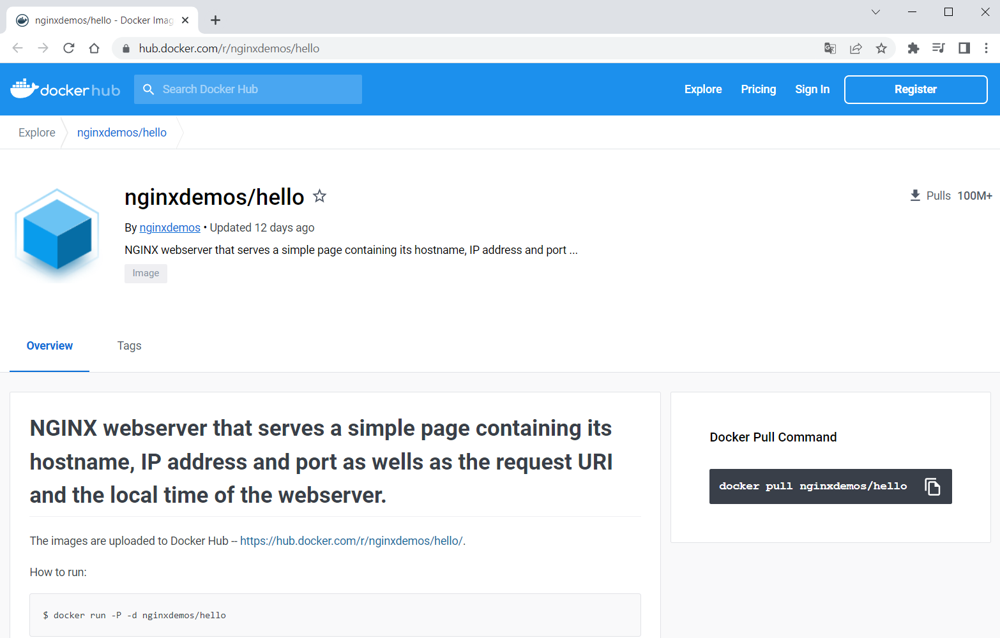 nginxdemos/hello - Docker Imag
hub.docker.com/r/nginxdemos/hello
docker hub
Search Docker Hub
Explore
Pricing
Sign In
Register
Explore
nginxdemos/hello
nginxdemos/hello
Pulls 100M+
By nginxdemos • Updated 12 days ago
NGINX webserver that serves a simple page containing its hostname, IP address and port ...
Image
Overview
Tags
NGINX webserver that serves a simple page containing its
hostname, IP address and port as wells as the request URI
and the local time of the webserver.
The images are uploaded to Docker Hub -- https://hub.docker.com/r/nginxdemos/hello/.
How to run:
$ docker run -P -d nginxdemos/hello
Docker Pull Command
docker pull nginxdemos/hello